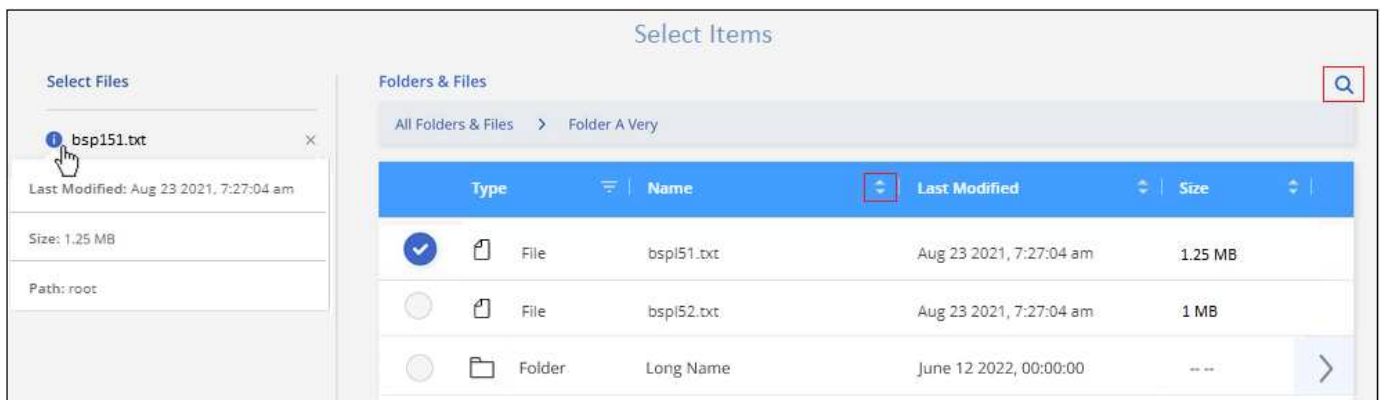 Select Items
Select Files
bsp151.txt
Last Modified: Aug 23 2021, 7:27:04 am
Size: 1.25 MB
Path: root
Folders & Files
All Folders & Files > Folder A Very
Type Name Last Modified Size
File bspl51.txt Aug 23 2021, 7:27:04 am 1.25 MB
File bspl52.txt Aug 23 2021, 7:27:04 am 1 MB
Folder Long Name June 12 2022, 00:00:00 -- --